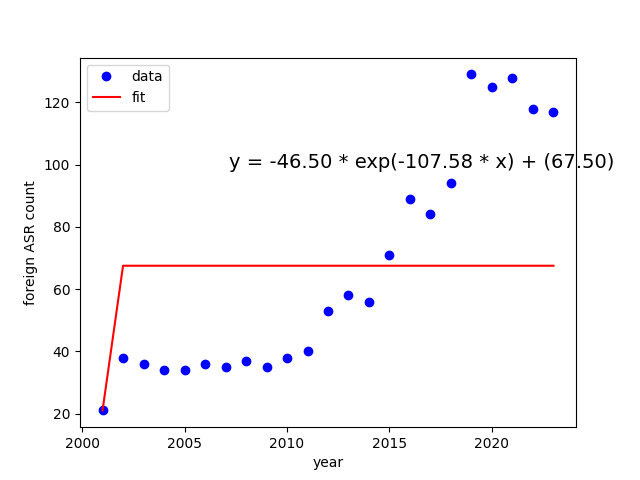 data
fit
y = -46.50 * exp(-107.58 * x) + (67.50)
120
100
80
60
40
20
foreign ASR count
2000
2005
2010
2015
2020
year